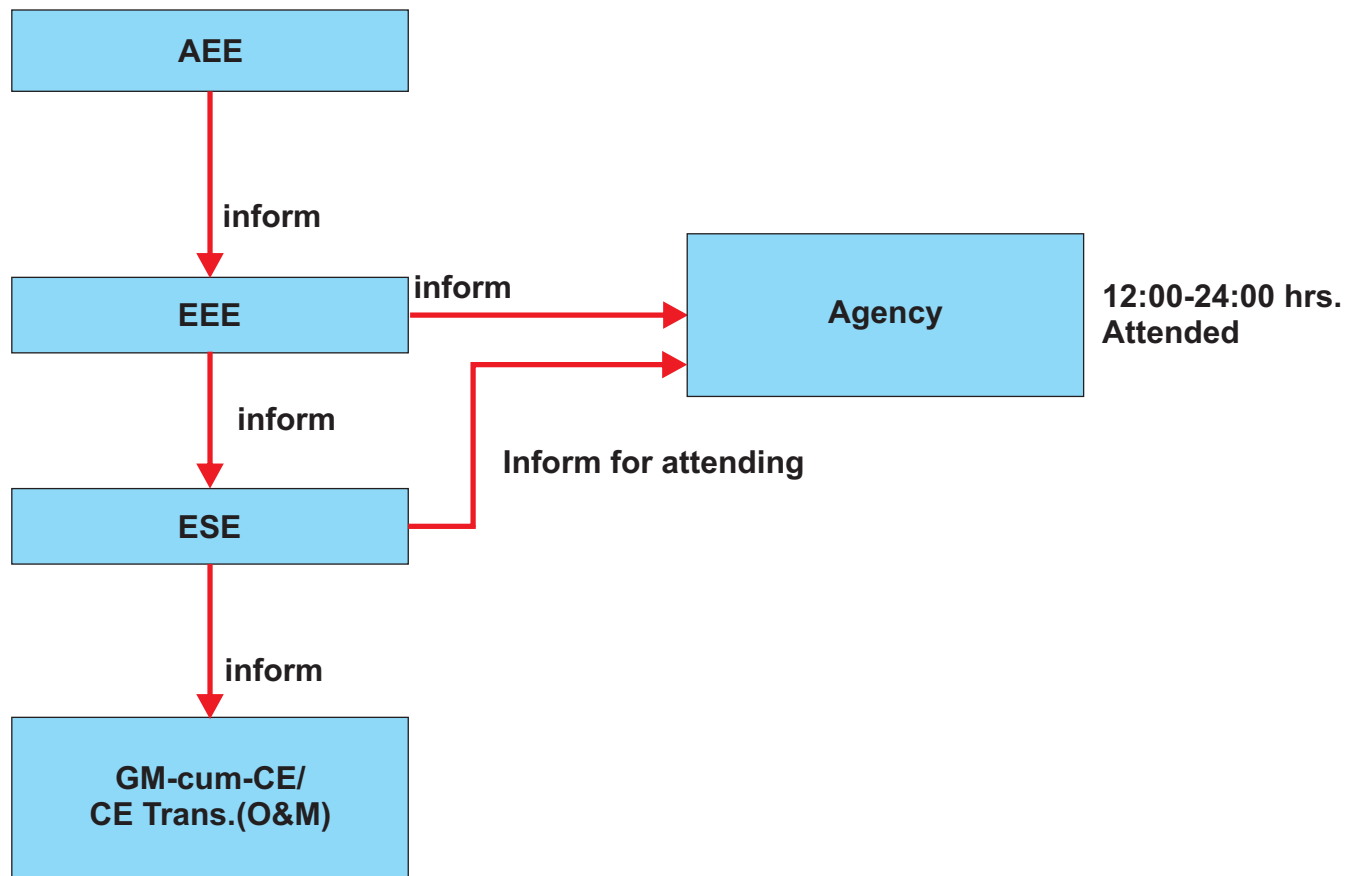 AEE
inform
EEE
inform
Agency
12:00-24:00 hrs.
Attended
inform
Inform for attending
ESE
inform
GM-cum-CE/
CE Trans.(O&M)